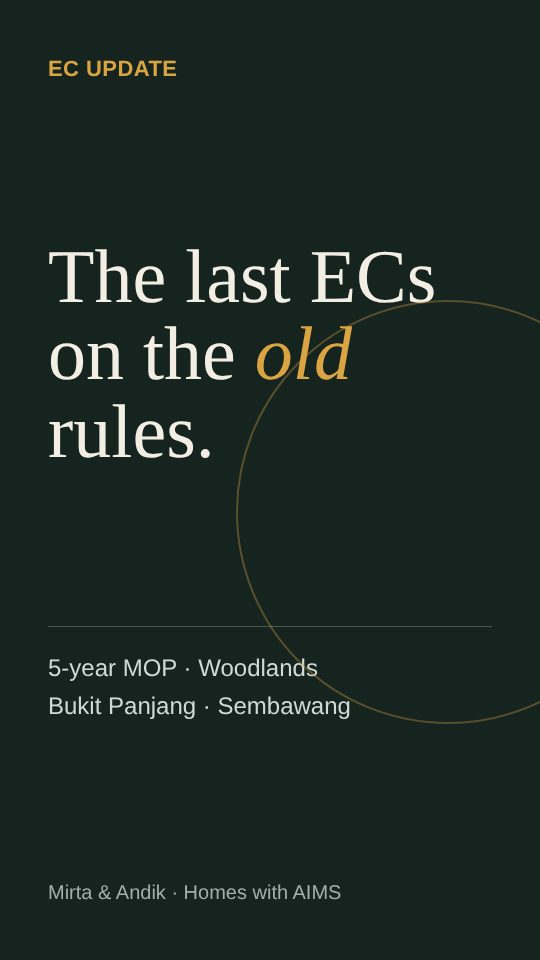 EC UPDATE
The last ECs
on the old
rules.
5-year MOP · Woodlands
Bukit Panjang · Sembawang
Mirta & Andik · Homes with AIMS